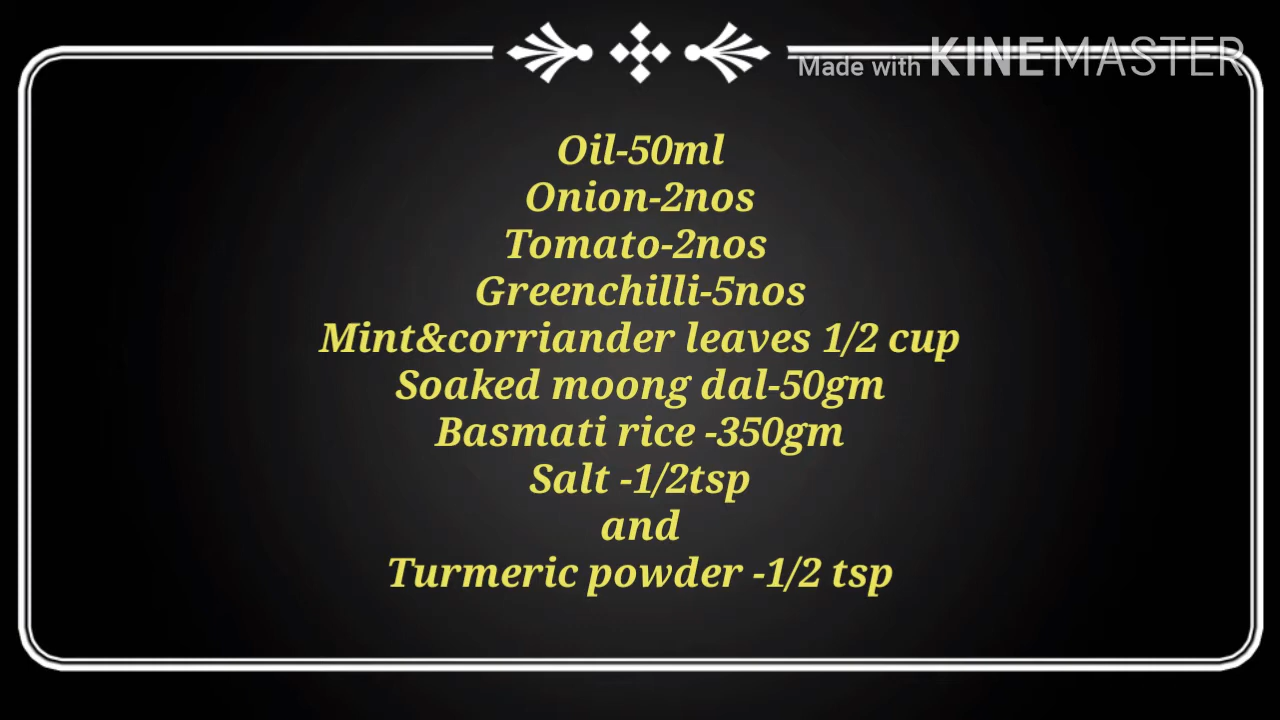 Made with KINEMASTER
Oil-50ml
Onion-2nos
Tomato-2nos
Greenchilli-5nos
Mint&corriander leaves 1/2 cup
Soaked moong dal-50gm
Basmati rice -350gm
Salt -1/2tsp
and
Turmeric powder -1/2 tsp